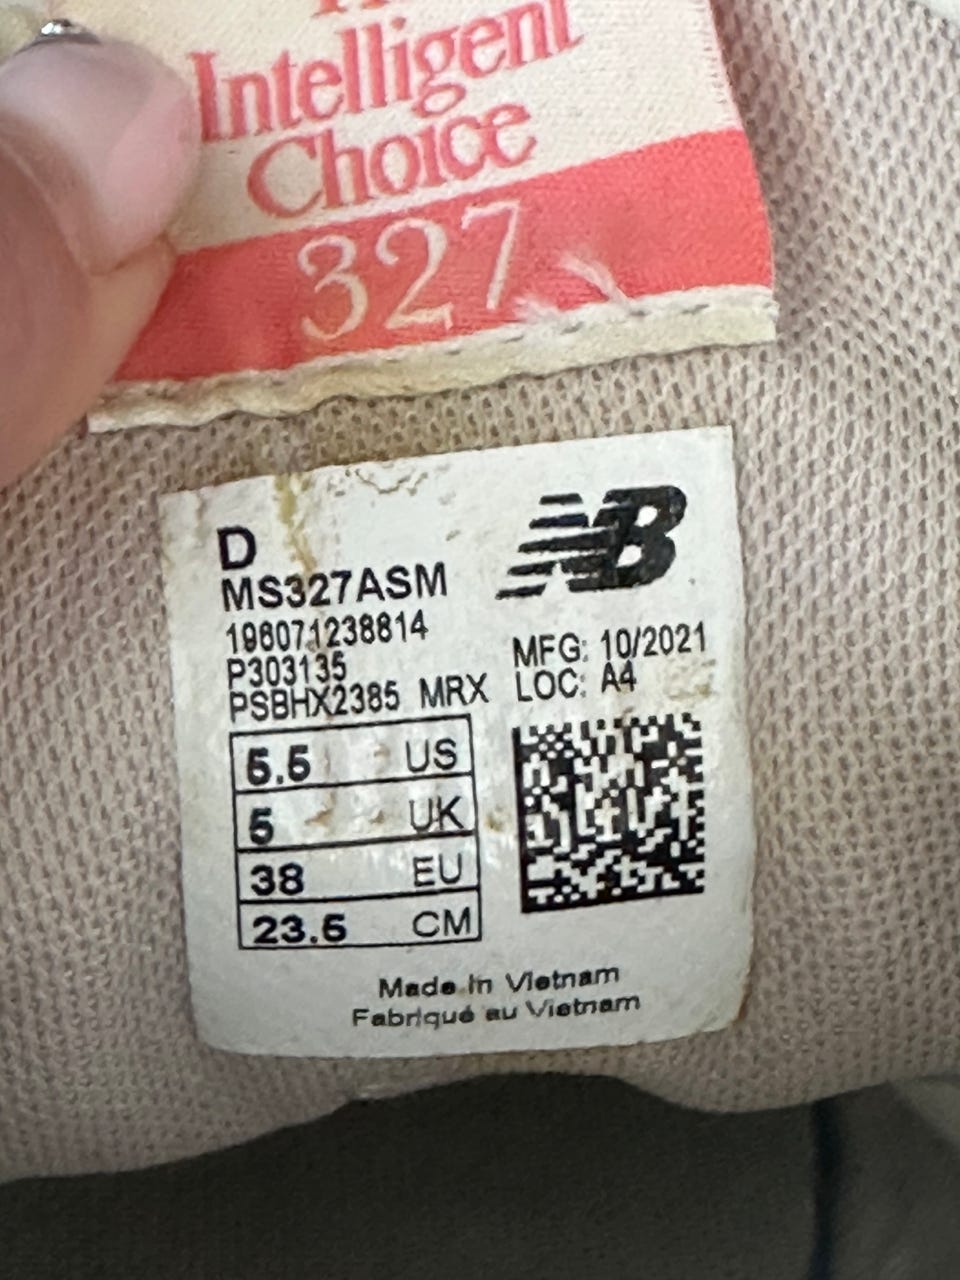 Intelligent
Choice
327
D
MS327ASM
196071238814
P303135
PSBHX2385 MRX
MFG: 10/2021
LOC: A4
5.5 US
5 UK
38 EU
23.5 CM
NB
Made in Vietnam
Fabriqué au Vietnam